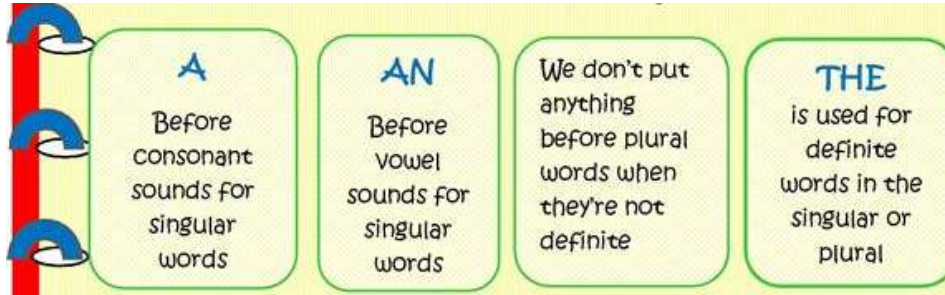 A
Before
consonant
sounds for
singular
words
AN
Before
vowel
sounds for
singular
words
We don't put
anything
before plural
words when
they're not
definite
THE
is used for
definite
words in the
singular or
plural